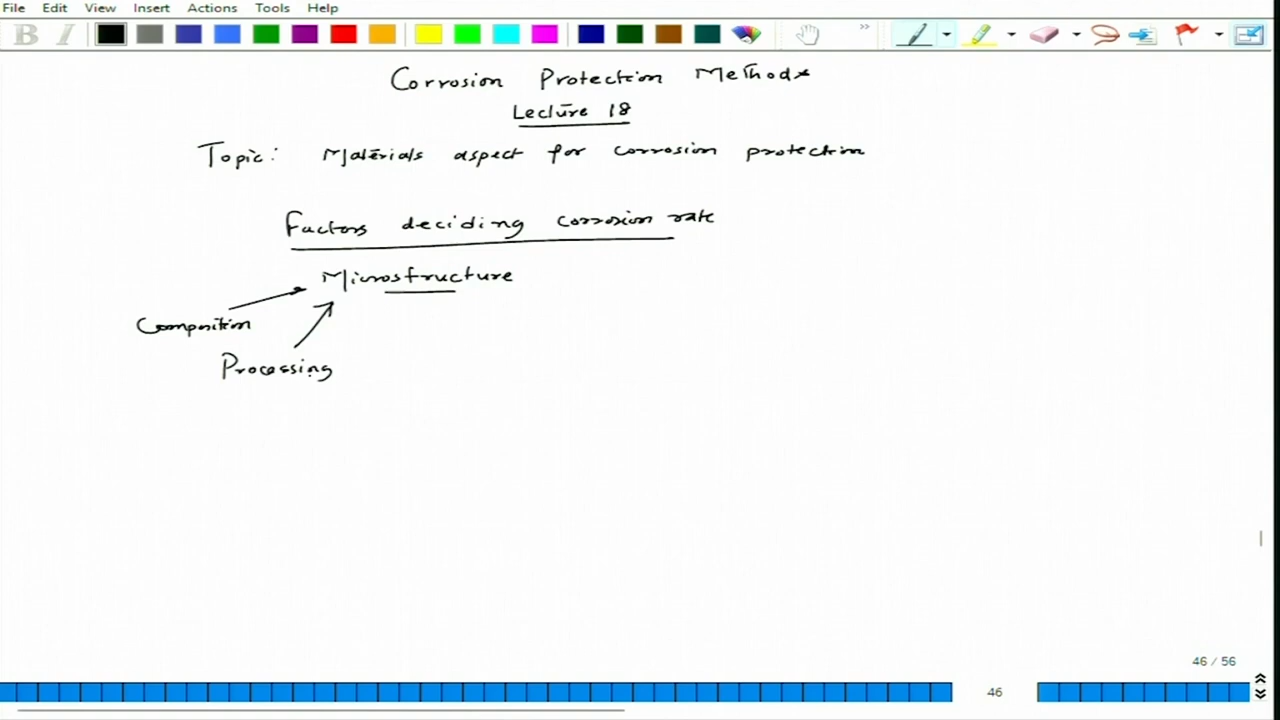 File Edit View Insert Actions Tools Help
B I
Corrosion Protection Methods
Lecture 18
Topic: Materials aspect for corrosion protection
Factors deciding corrosion rate
Microstructure
Composition
Processing
46 / 56
46